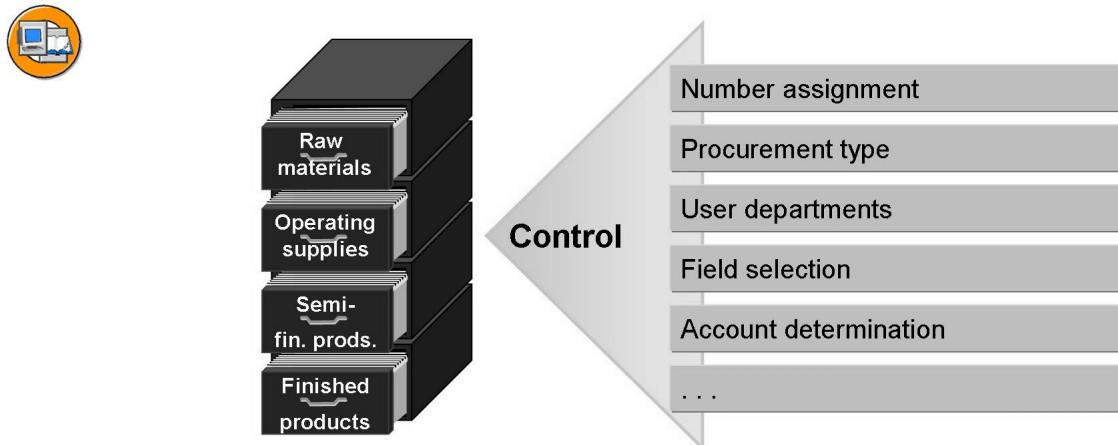 Raw
materials
Operating
supplies
Semi-
fin. prods.
Finished
products
Control
Number assignment
Procurement type
User departments
Field selection
Account determination
. . .